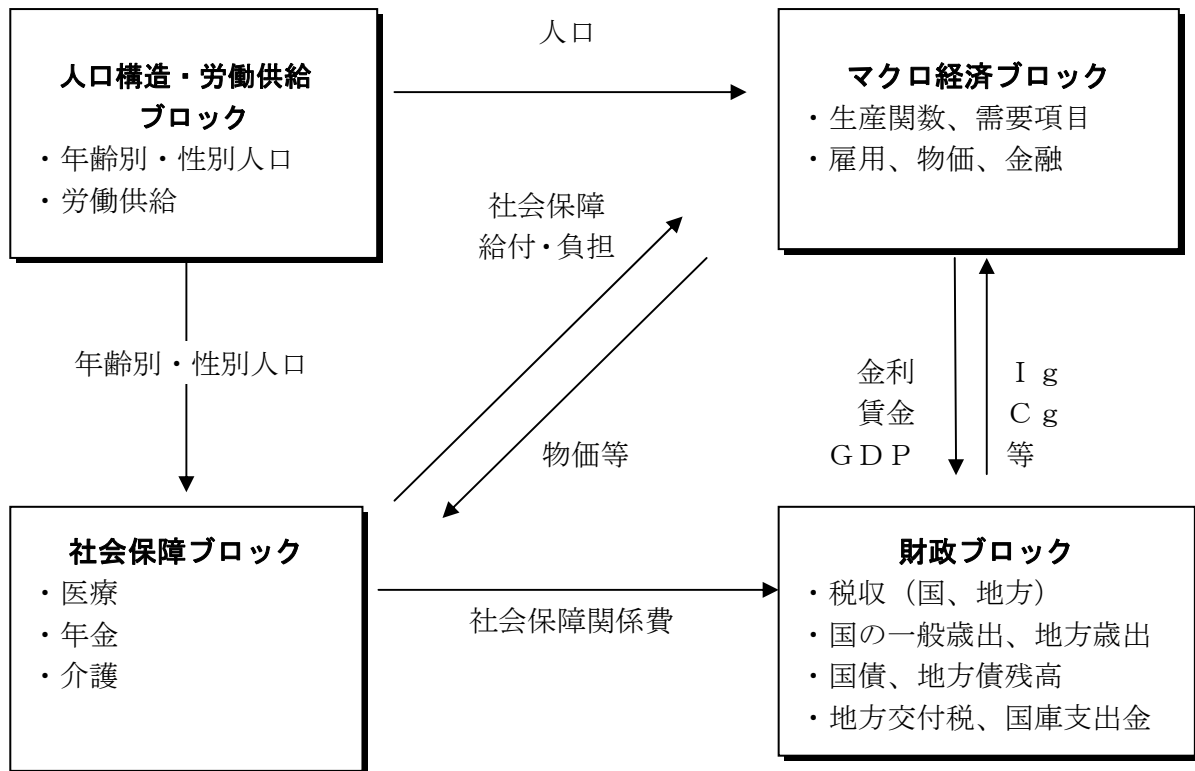 人口構造・労働供給
ブロック
・年齢別・性別人口
・労働供給
人口
マクロ経済ブロック
・生産関数、需要項目
・雇用、物価、金融
社会保障
給付・負担
年齢別・性別人口
物価等
金利
賃金
ＧＤＰ
Ｉｇ
Ｃｇ
等
社会保障ブロック
・医療
・年金
・介護
社会保障関係費
財政ブロック
・税収（国、地方）
・国の一般歳出、地方歳出
・国債、地方債残高
・地方交付税、国庫支出金